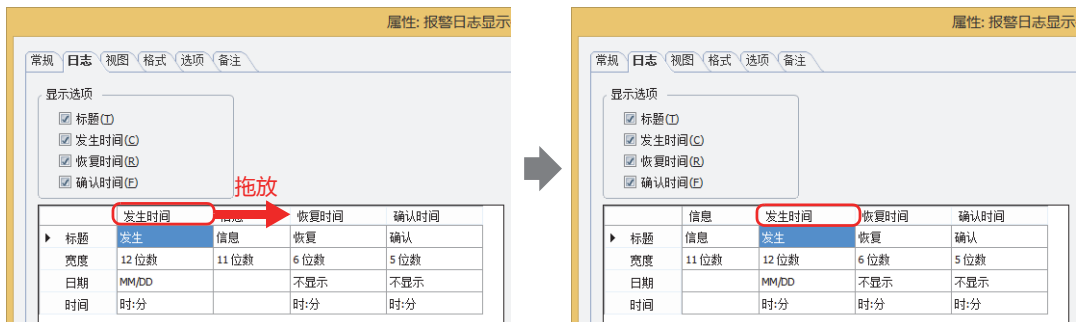 属性: 报警日志显示
常规 日志 视图 格式 选项 备注
显示选项
标题(T)
发生时间(C)
恢复时间(R)
确认时间(F)
拖放
发生时间 信息 恢复时间 确认时间
标题 发生 信息 恢复 确认
宽度 12 位数 11 位数 6 位数 5 位数
日期 MM/DD 不显示 不显示
时间 时:分 时:分 时:分
属性: 报警日志显示
常规 日志 视图 格式 选项 备注
显示选项
标题(T)
发生时间(C)
恢复时间(R)
确认时间(F)
信息 发生时间 恢复时间 确认时间
标题 信息 发生 恢复 确认
宽度 11 位数 12 位数 6 位数 5 位数
日期 MM/DD 不显示 不显示
时间 时:分 时:分 时:分